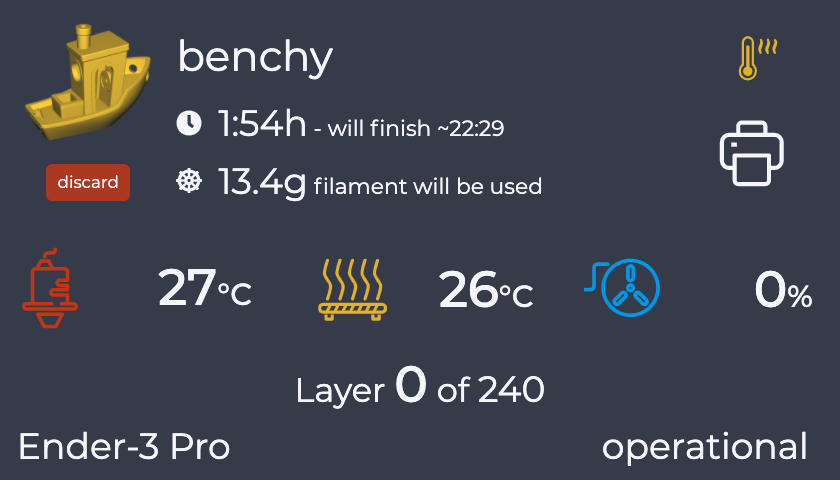 benchy
1:54h - will finish ~22:29
discard
13.4g filament will be used
27°C
26°C
0%
Layer 0 of 240
Ender-3 Pro
operational